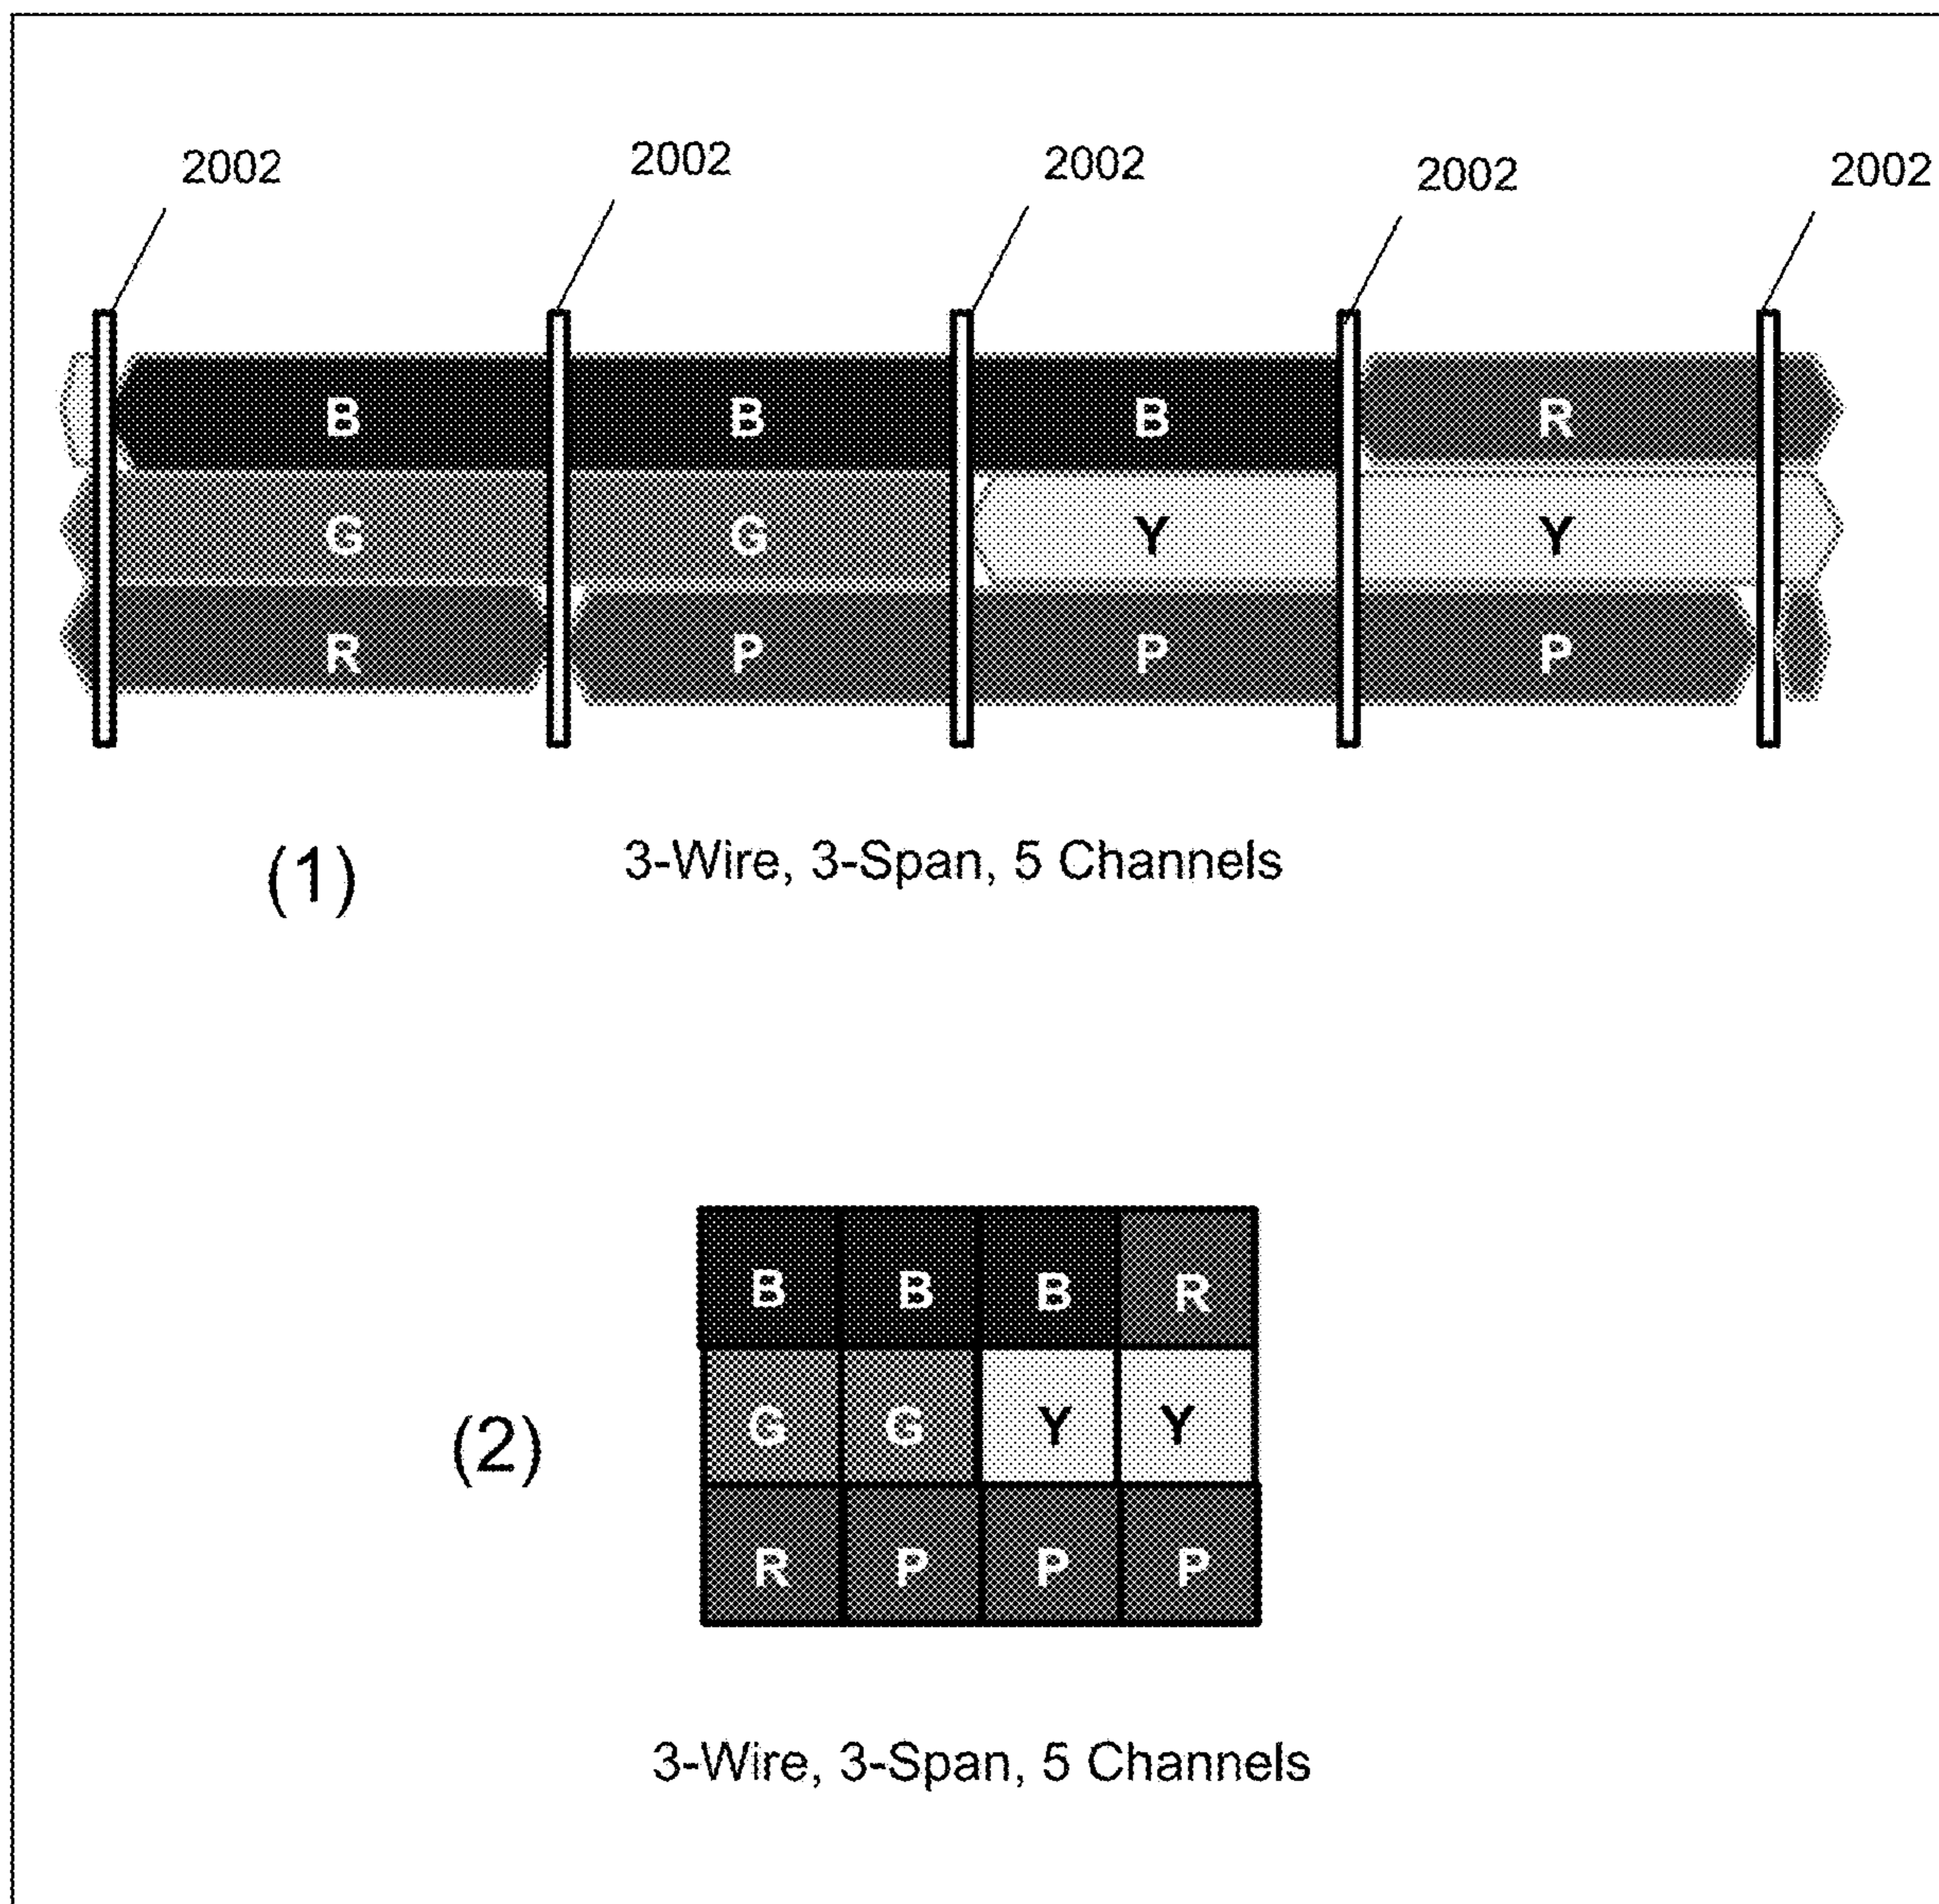 2002 2002 2002 2002 2002
B B B R
G G Y Y
R P P P
(1) 3-Wire, 3-Span, 5 Channels
B B B R
G G Y Y
(2)
R P P P
3-Wire, 3-Span, 5 Channels